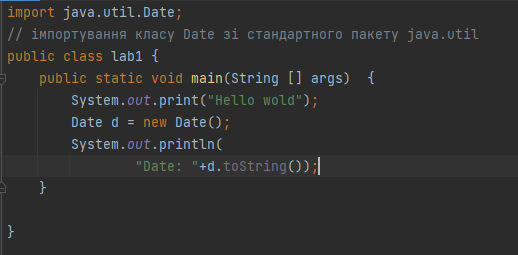 import java.util.Date;
// імпортування класу Date зі стандартного пакету java.util
public class lab1 {
public static void main(String [] args)  {
System.out.print("Hello wold");
Date d = new Date();
System.out.println(
"Date: "+d.toString());
}
}